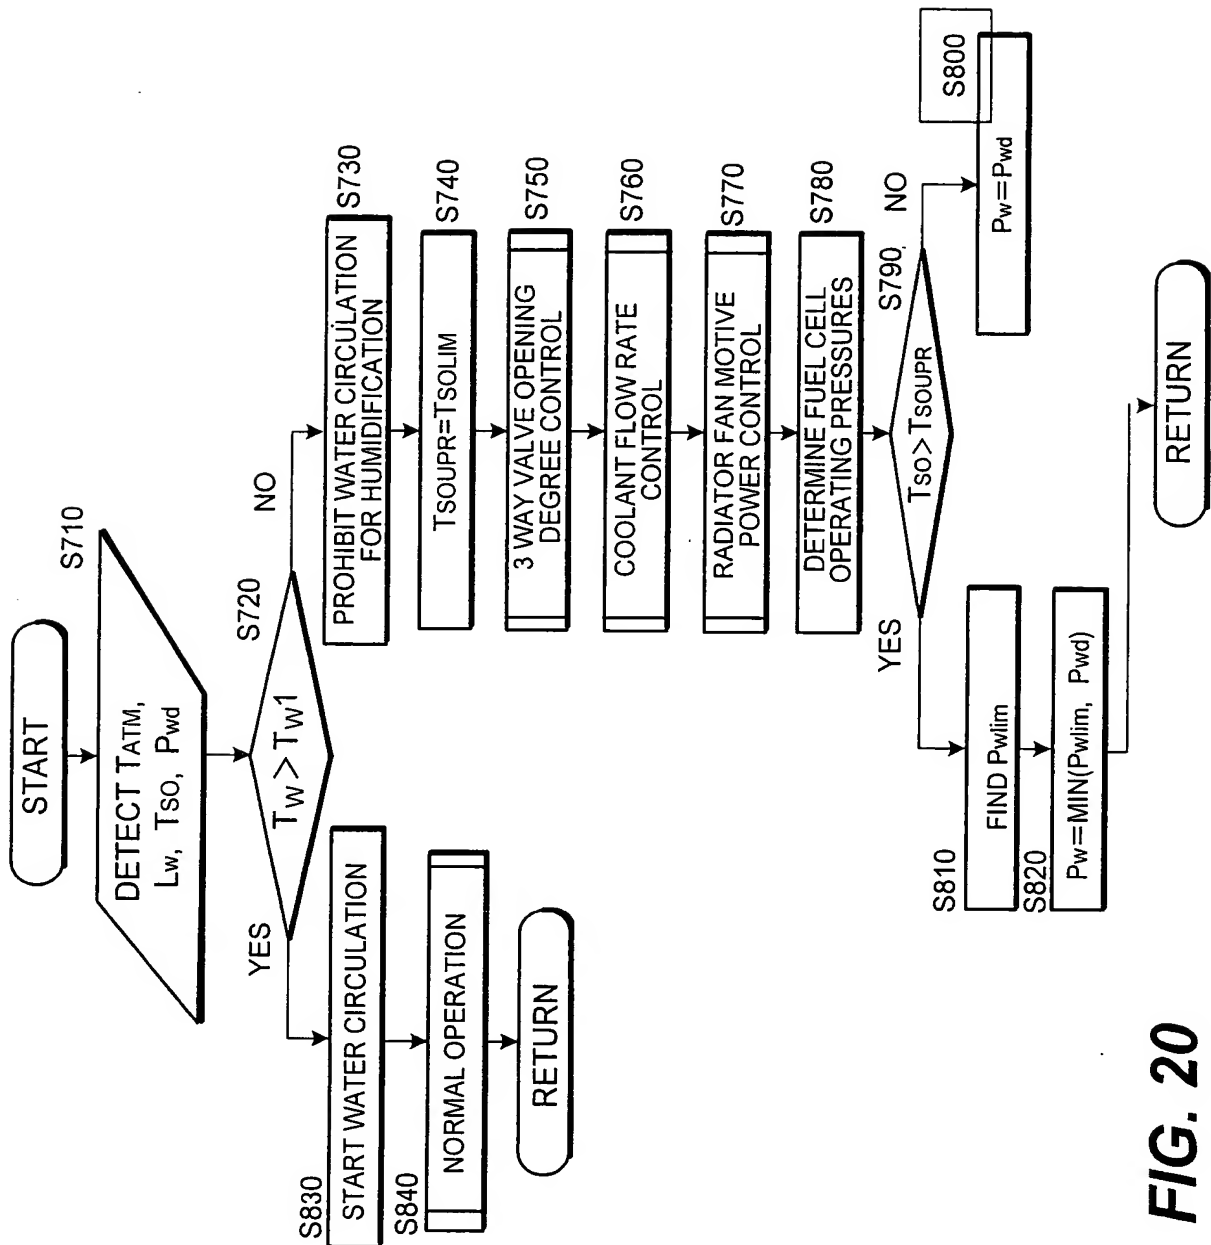 START
S710
DETECT TATM,
Lw, TSO, Pwd
S720
TW > TW1
YES
NO
S830
START WATER CIRCULATION
S840
NORMAL OPERATION
RETURN
S730
PROHIBIT WATER CIRCULATION
FOR HUMIDIFICATION
S740
TSOUPR=TSOLIM
S750
3 WAY VALVE OPENING
DEGREE CONTROL
S760
COOLANT FLOW RATE
CONTROL
S770
RADIATOR FAN MOTIVE
POWER CONTROL
S780
DETERMINE FUEL CELL
OPERATING PRESSURES
S790
TSO > TSOUPR
YES
NO
S810
FIND Pwlim
S820
Pw=MIN(Pwlim, Pwd)
S800
Pw=Pwd
RETURN
FIG. 20